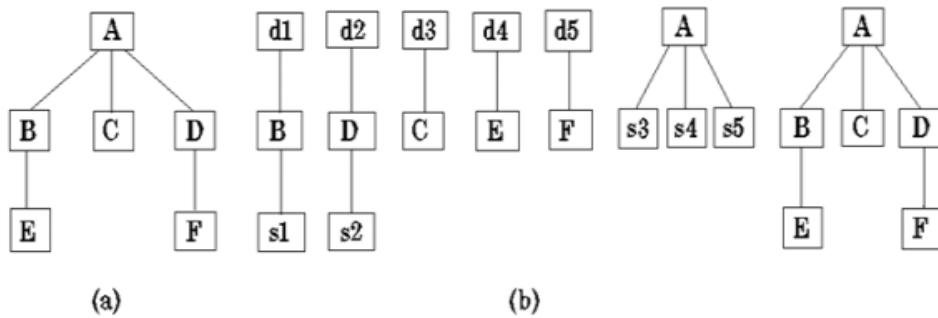 A d1 d2 d3 d4 d5 A A
B C D B D C E F s3 s4 s5 B C D
E F s1 s2 E F
(a) (b)